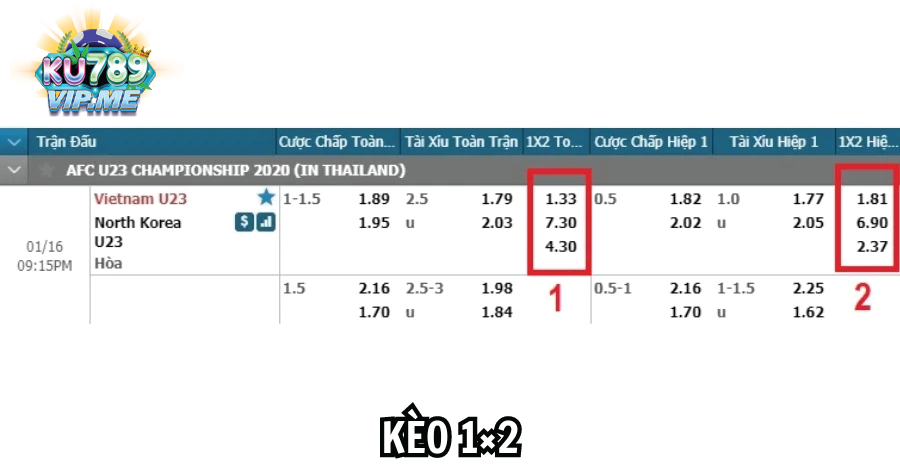 KU789
VIP.ME
Trận Đấu Cược Chấp Toàn... Tài Xỉu Toàn Trận 1X2 To... Cược Chấp Hiệp 1 Tài Xỉu Hiệp 1 1X2 Hiệ...
AFC U23 CHAMPIONSHIP 2020 (IN THAILAND)
Vietnam U23 1-1.5 1.89 2.5 1.79 1.33 0.5 1.82 1.0 1.77 1.81
North Korea $ 1.95 u 2.03 7.30 2.02 u 2.05 6.90
U23 4.30 2.37
01/16
09:15PM
Hòa
1.5 2.16 2.5-3 1.98 0.5-1 2.16 1-1.5 2.25
1.70 u 1.84 1.70 u 1.62
1 2
KÈO 1×2